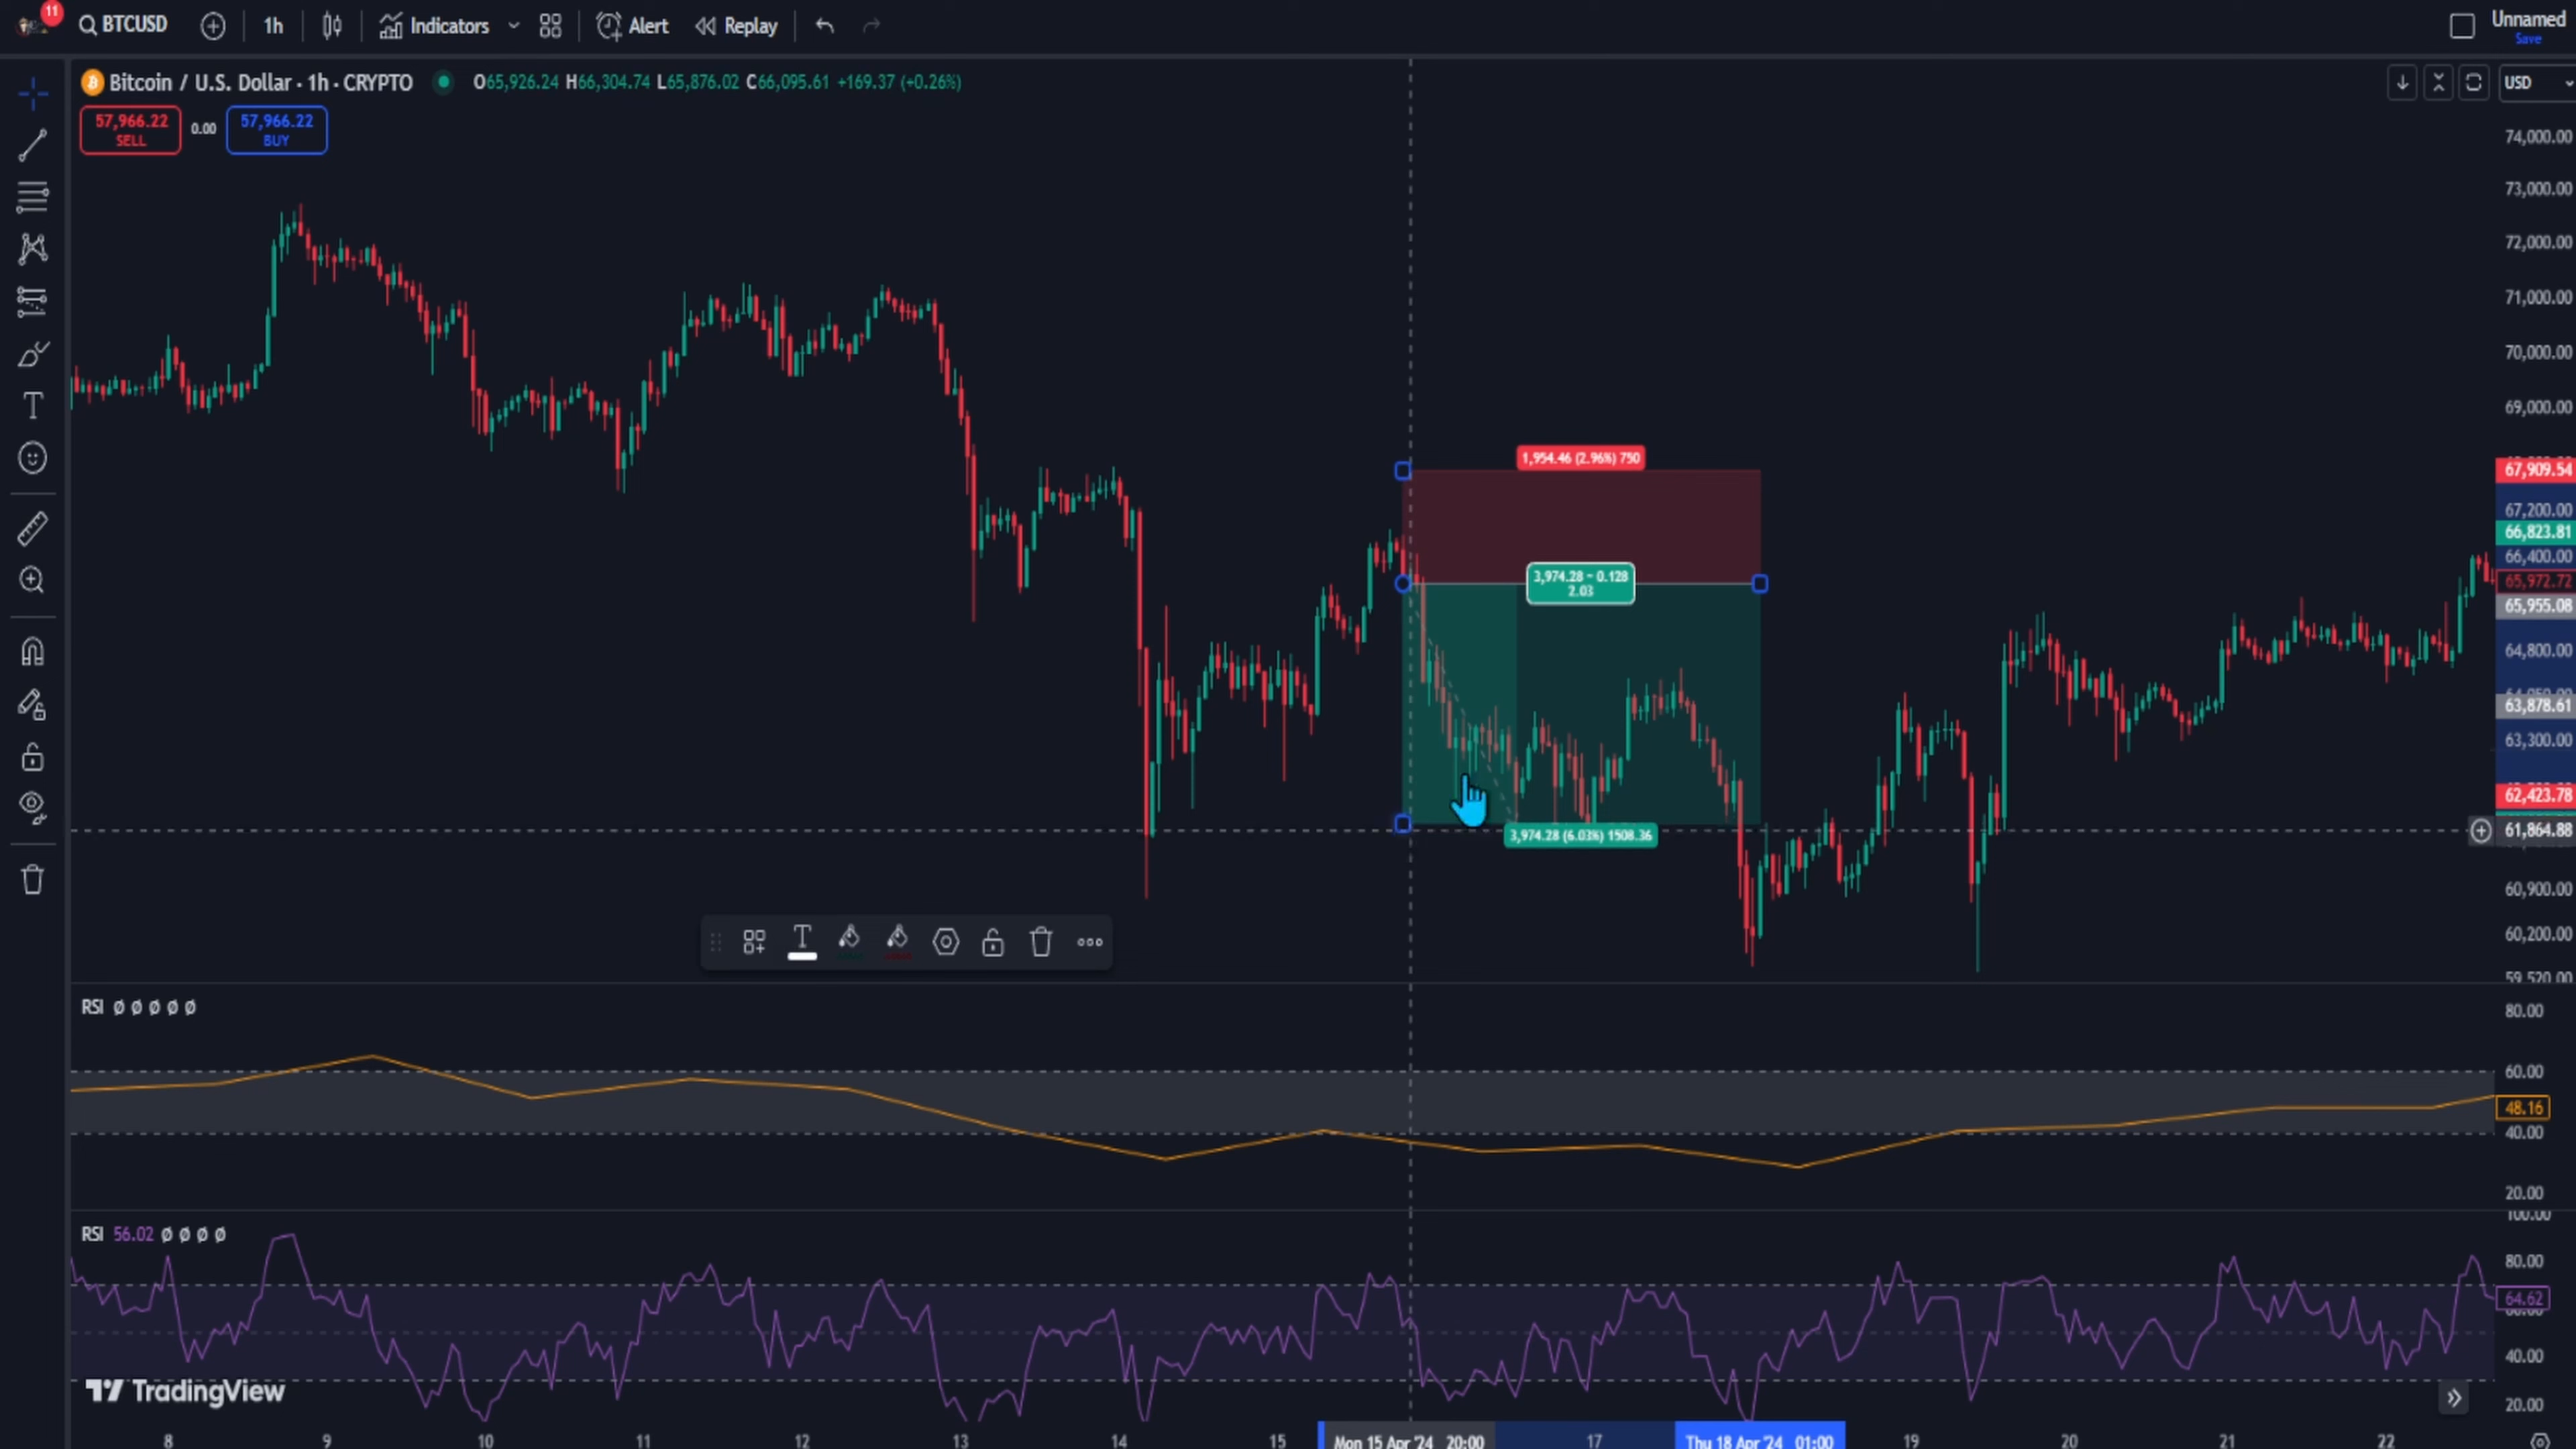 11
BTCUSD
1h
Indicators
Alert
Replay
Unnamed
Save
Bitcoin / U.S. Dollar · 1h · CRYPTO
O65,926.24 H66,304.74 L65,876.02 C66,095.61 +169.37 (+0.26%)
USD
57,966.22
SELL
0.00
57,966.22
BUY
74,000.00
73,000.00
72,000.00
71,000.00
70,000.00
69,000.00
1,954.46 (2.96%) 750
67,909.54
67,200.00
66,823.81
66,400.00
3,974.28 ~ 0.128
2.03
65,972.72
65,955.08
64,800.00
63,878.61
63,300.00
62,423.78
3,974.28 (6.03%) 1508.36
61,864.88
60,900.00
60,200.00
59,520.00
RSI Ø Ø Ø Ø Ø
80.00
60.00
48.16
40.00
20.00
RSI 56.02 Ø Ø Ø Ø
100.00
80.00
64.62
40.00
20.00
TradingView
8 9 10 11 12 13 14 15 Mon 15 Apr '24 20:00 17 Thu 18 Apr '24 01:00 19 20 21 22